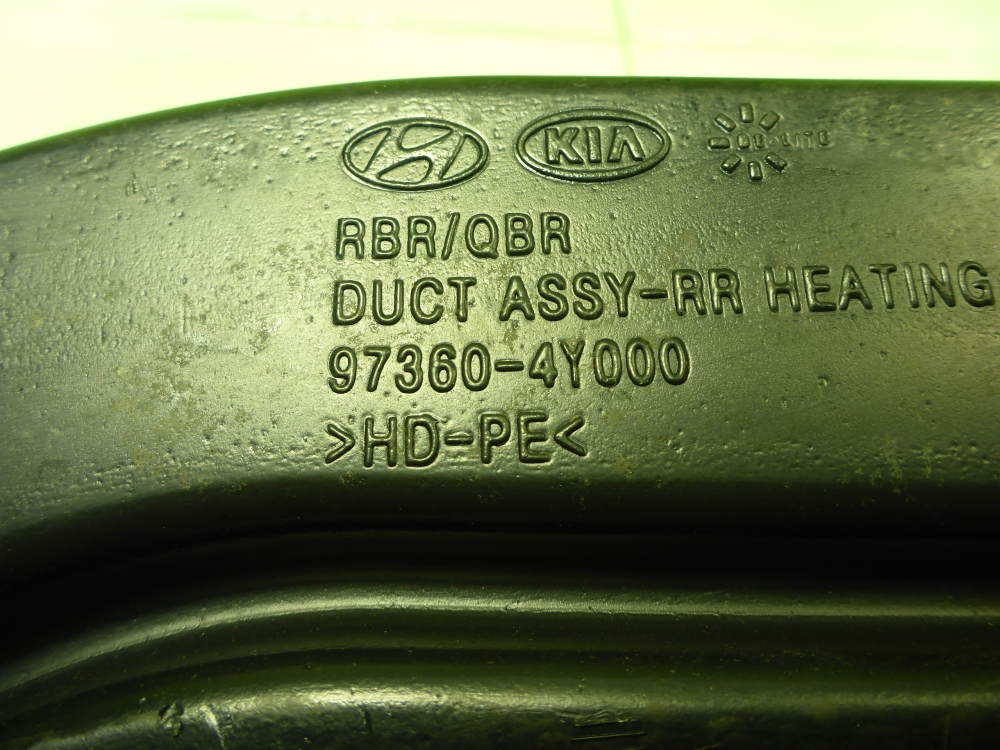 KIA
RBR/QBR
DUCT ASSY-RR HEATING
97360-4Y000
>HD-PE<